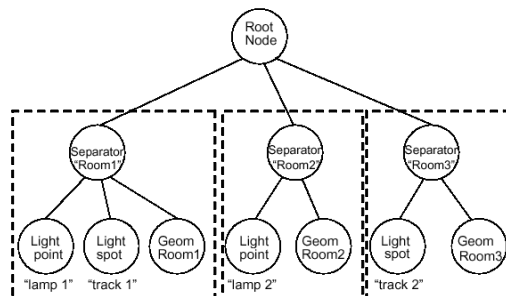 Root
Node
Separator
"Room1"
Separator
"Room2"
Separator
"Room3"
Light
point
Light
spot
Geom
Room1
Light
point
Geom
Room2
Light
spot
Geom
Room3
"lamp 1"
"track 1"
"lamp 2"
"track 2"